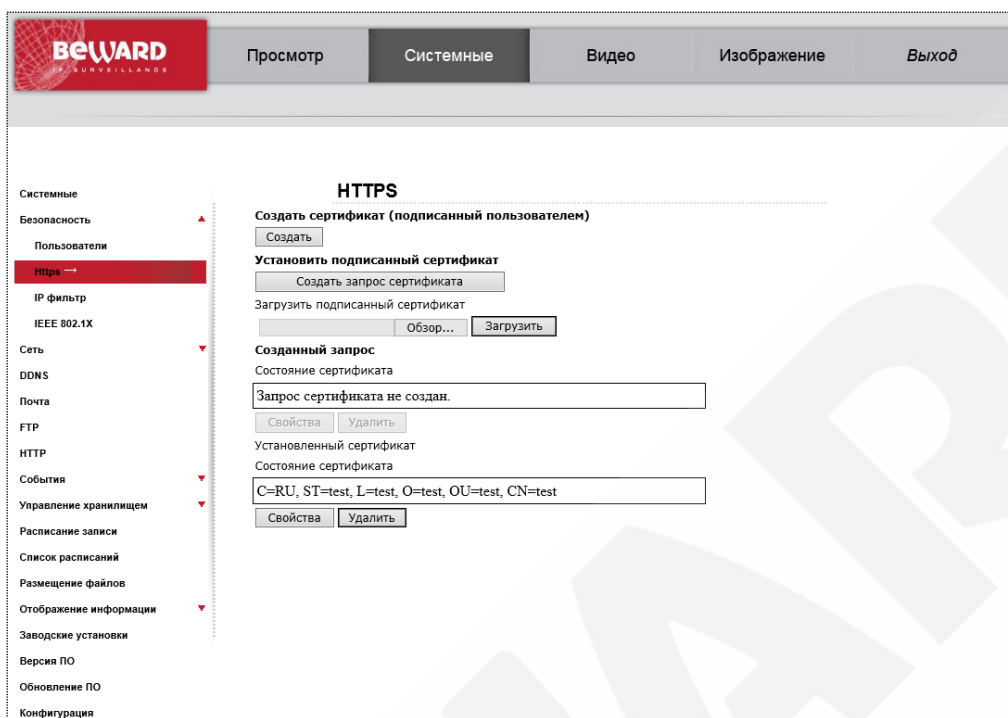 BEWARD
IP SURVEILLANCE
Просмотр
Системные
Видео
Изображение
Выход
Системные
Безопасность
Пользователи
Https →
IP фильтр
IEEE 802.1X
Сеть
DDNS
Почта
FTP
HTTP
События
Управление хранилищем
Расписание записи
Список расписаний
Размещение файлов
Отображение информации
Заводские установки
Версия ПО
Обновление ПО
Конфигурация
HTTPS
Создать сертификат (подписанный пользователем)
Создать
Установить подписанный сертификат
Создать запрос сертификата
Загрузить подписанный сертификат
Обзор... Загрузить
Созданный запрос
Состояние сертификата
Запрос сертификата не создан.
Свойства Удалить
Установленный сертификат
Состояние сертификата
C=RU, ST=test, L=test, O=test, OU=test, CN=test
Свойства Удалить